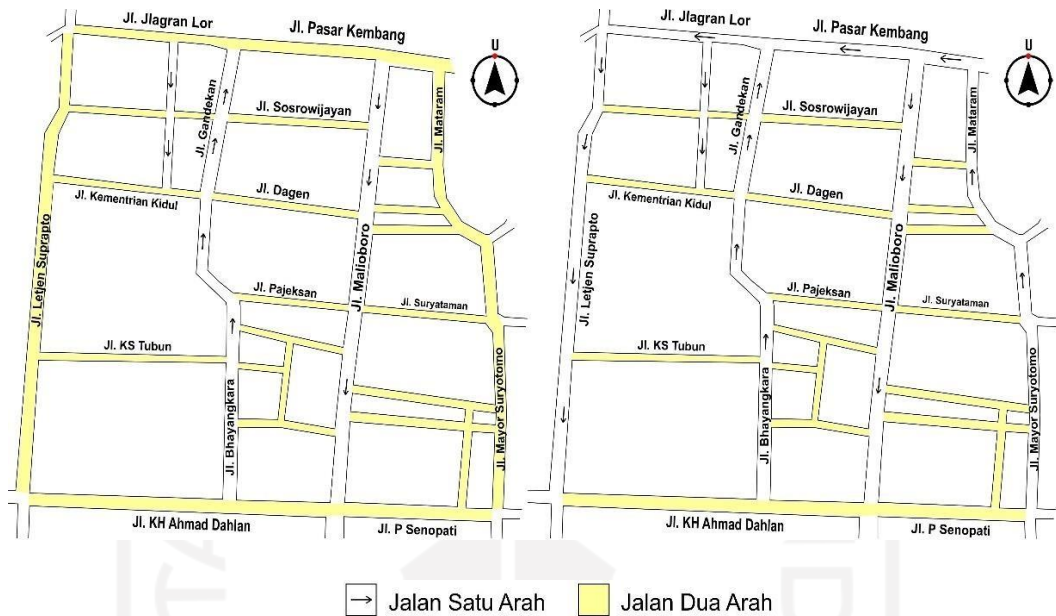 Jl. Jlagran Lor
Jl. Pasar Kembang
U
Jl. Gandekan
Jl. Sosrowijayan
Jl. Mataram
Jl. Kementrian Kidul
Jl. Dagen
Jl. Letjen Suprapto
Jl. Malioboro
Jl. Pajeksan
Jl. Suryataman
Jl. KS Tubun
Jl. Bhayangkara
Jl. Mayor Suryotomo
Jl. KH Ahmad Dahlan
Jl. P Senopati
Jl. Jlagran Lor
Jl. Pasar Kembang
U
Jl. Gandekan
Jl. Sosrowijayan
Jl. Mataram
Jl. Kementrian Kidul
Jl. Dagen
Jl. Letjen Suprapto
Jl. Malioboro
Jl. Pajeksan
Jl. Suryataman
Jl. KS Tubun
Jl. Bhayangkara
Jl. Mayor Suryotomo
Jl. KH Ahmad Dahlan
Jl. P Senopati
Jalan Satu Arah
Jalan Dua Arah